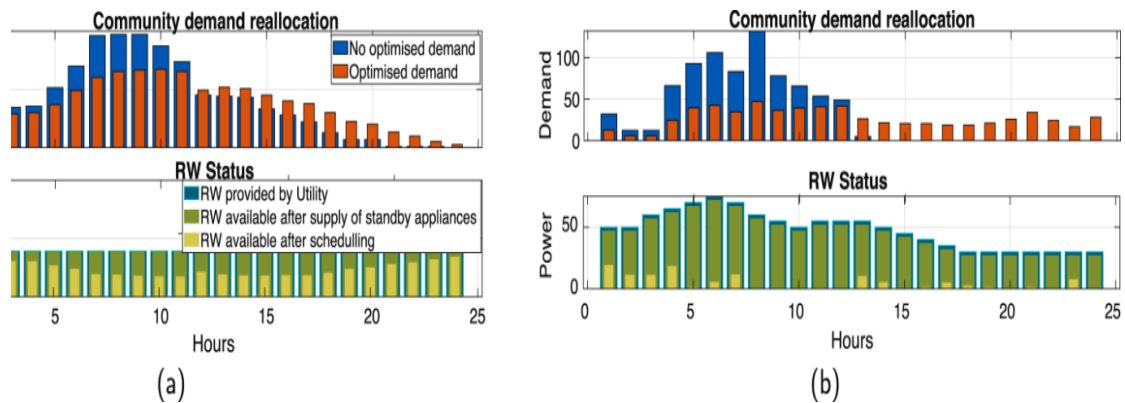 Community demand reallocation
No optimised demand
Optimised demand
RW Status
RW provided by Utility
RW available after supply of standby appliances
RW available after schedulling
5 10 15 20 25
Hours
(a)
Community demand reallocation
Demand
100
50
0
RW Status
Power
50
0
0 5 10 15 20 25
Hours
(b)